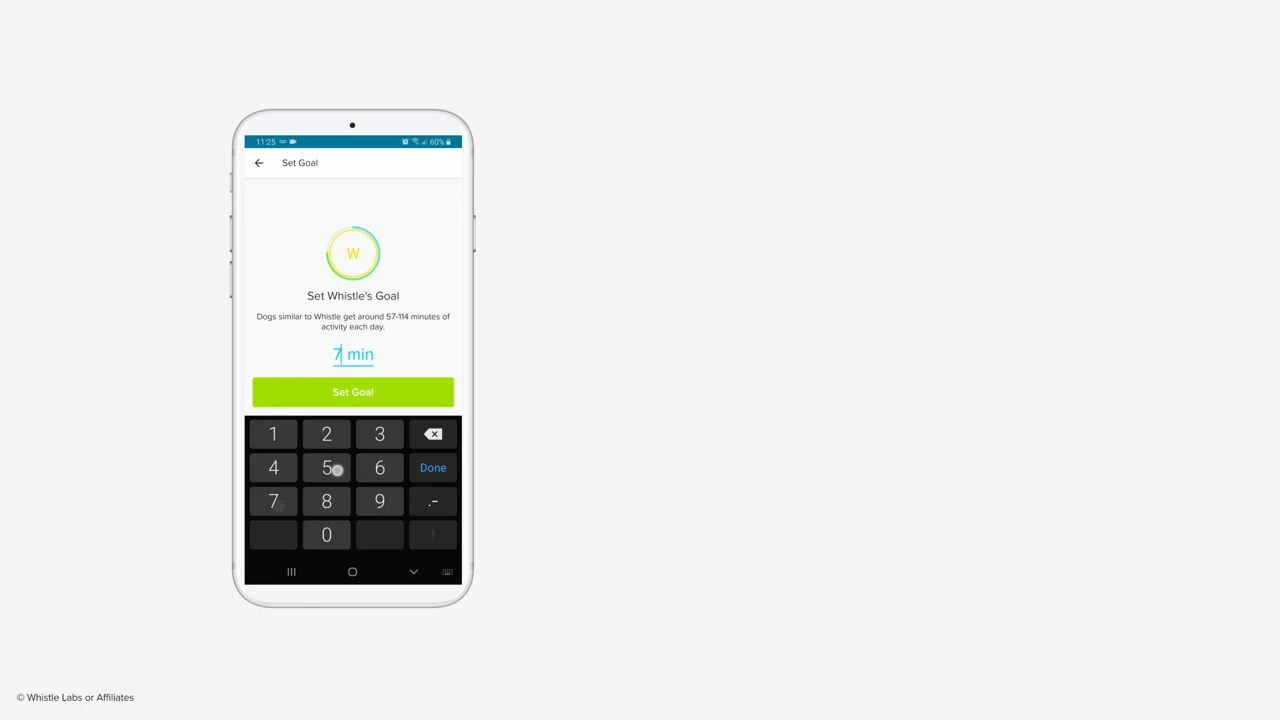 11:25
60%
Set Goal
W
Set Whistle's Goal
Dogs similar to Whistle get around 57-114 minutes of
activity each day.
7 min
Set Goal
1 2 3
4 5 6 Done
7 8 9 .-
0 !
© Whistle Labs or Affiliates